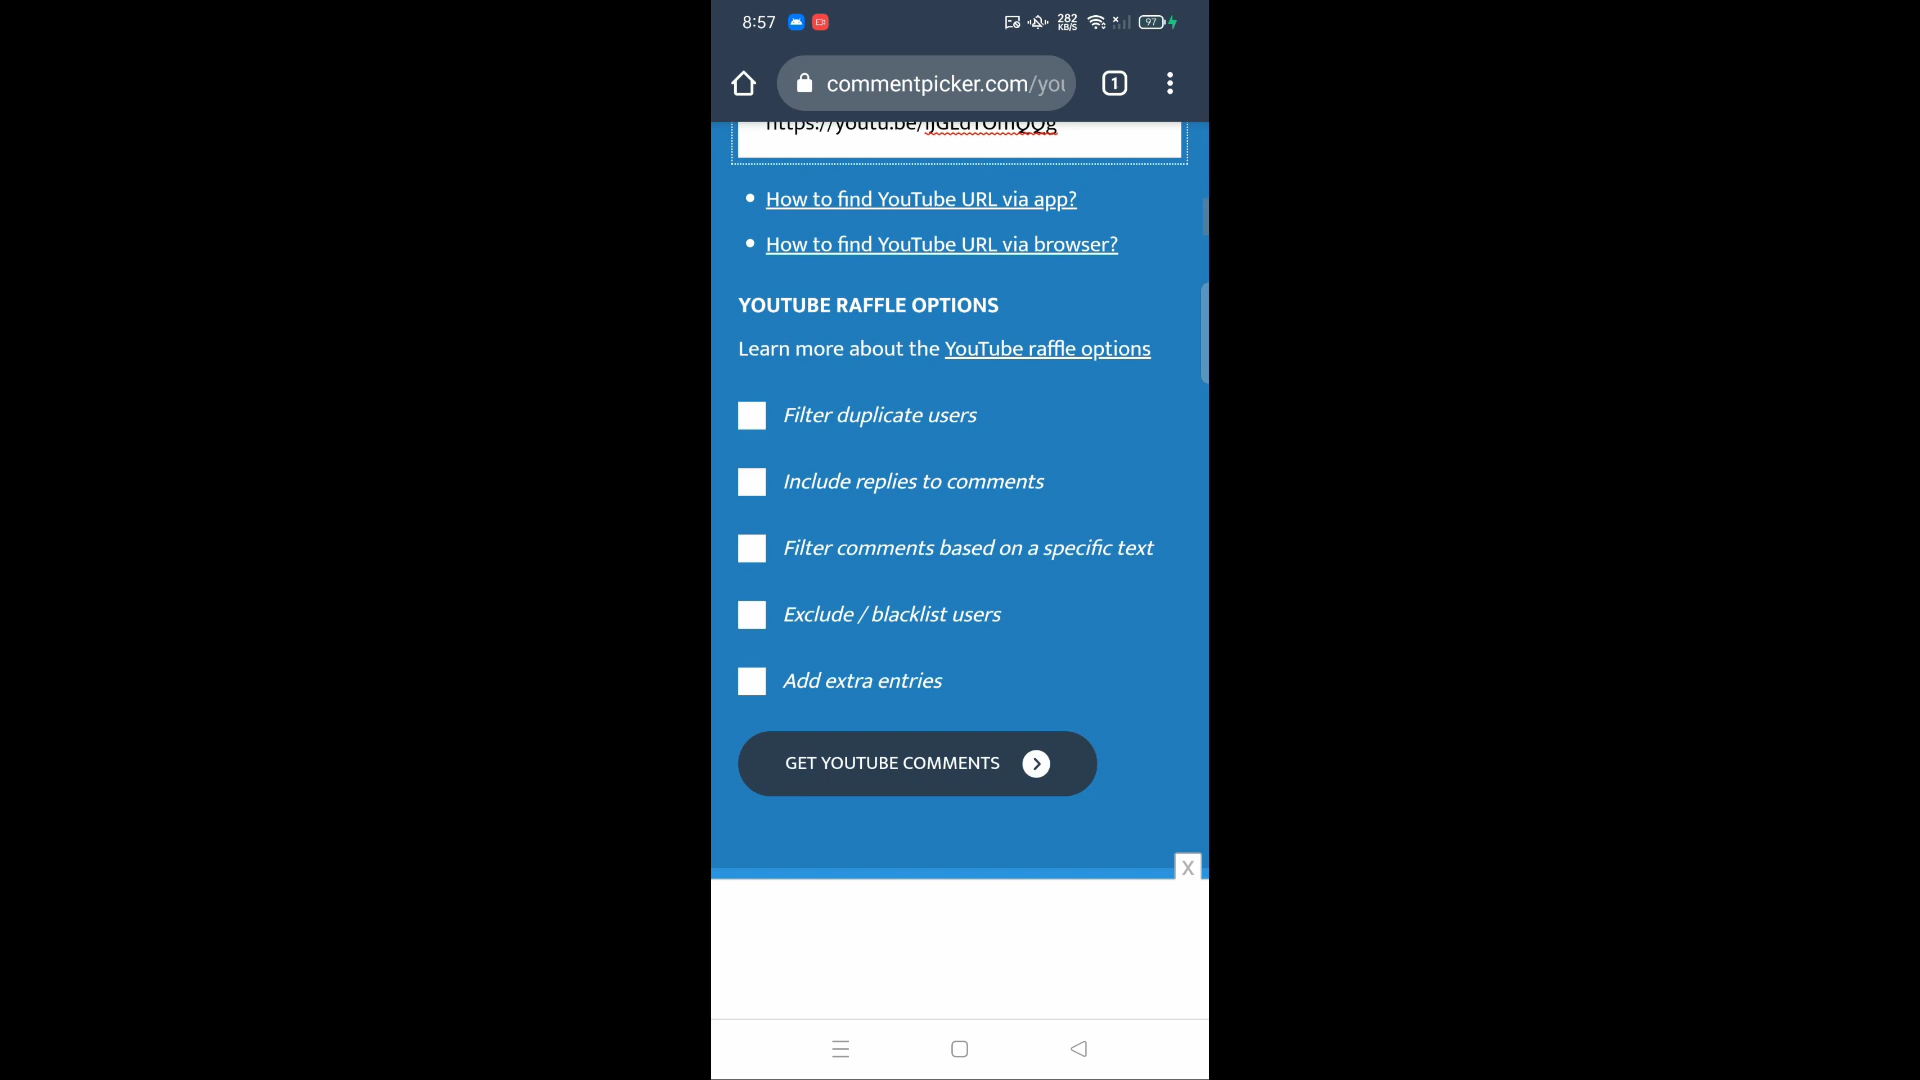 8:57
282
KB/S
97
commentpicker.com/you
1
How to find YouTube URL via app?
How to find YouTube URL via browser?
YOUTUBE RAFFLE OPTIONS
Learn more about the YouTube raffle options
Filter duplicate users
Include replies to comments
Filter comments based on a specific text
Exclude / blacklist users
Add extra entries
GET YOUTUBE COMMENTS
X